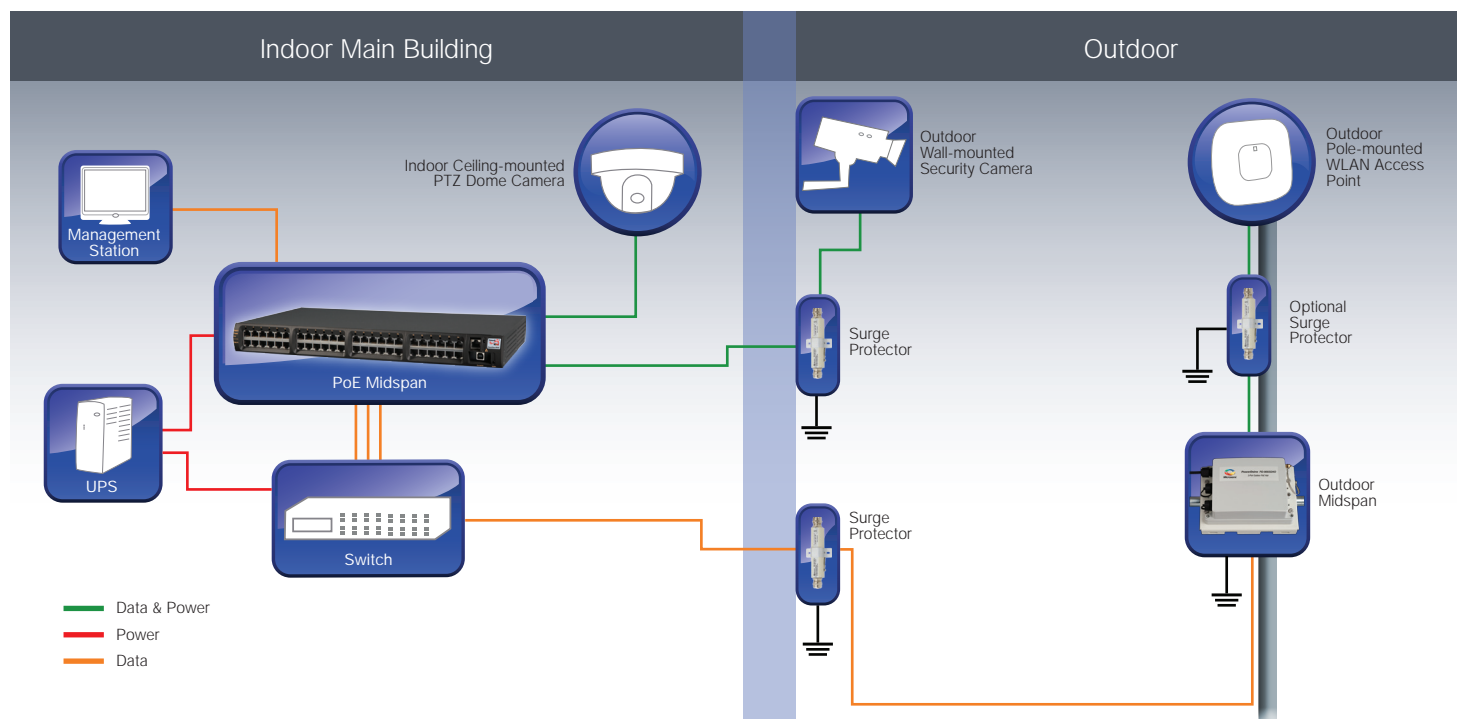 Indoor Main Building
Outdoor
Management
Station
Indoor Ceiling-mounted
PTZ Dome Camera
Outdoor
Wall-mounted
Security Camera
Outdoor
Pole-mounted
WLAN Access
Point
PoE Midspan
Surge
Protector
Optional
Surge
Protector
UPS
Switch
Surge
Protector
Outdoor
Midspan
Data & Power
Power
Data